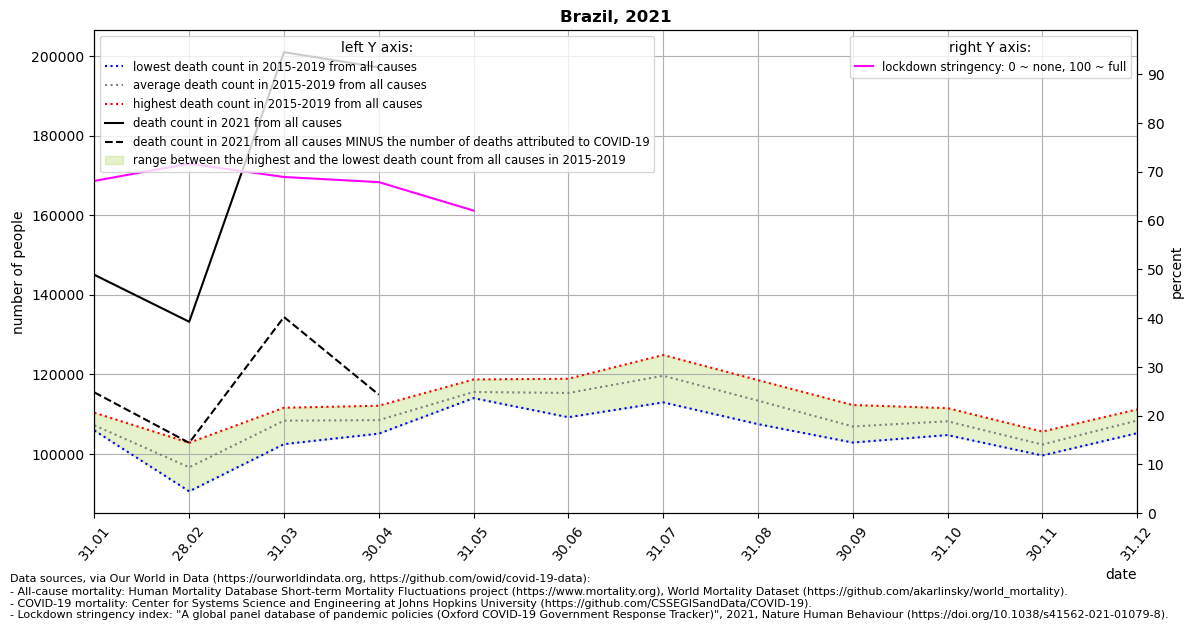 Brazil, 2021
left Y axis:
lowest death count in 2015-2019 from all causes
average death count in 2015-2019 from all causes
highest death count in 2015-2019 from all causes
death count in 2021 from all causes
death count in 2021 from all causes MINUS the number of deaths attributed to COVID-19
range between the highest and the lowest death count from all causes in 2015-2019
right Y axis:
lockdown stringency: 0 ~ none, 100 ~ full
number of people
200000
180000
160000
140000
120000
100000
percent
90
80
70
60
50
40
30
20
10
0
31.01
28.02
31.03
30.04
31.05
30.06
31.07
31.08
30.09
31.10
30.11
31.12
date
Data sources, via Our World in Data (https://ourworldindata.org, https://github.com/owid/covid-19-data):
- All-cause mortality: Human Mortality Database Short-term Mortality Fluctuations project (https://www.mortality.org), World Mortality Dataset (https://github.com/akarlinsky/world_mortality).
- COVID-19 mortality: Center for Systems Science and Engineering at Johns Hopkins University (https://github.com/CSSEGISandData/COVID-19).
- Lockdown stringency index: "A global panel database of pandemic policies (Oxford COVID-19 Government Response Tracker)", 2021, Nature Human Behaviour (https://doi.org/10.1038/s41562-021-01079-8).